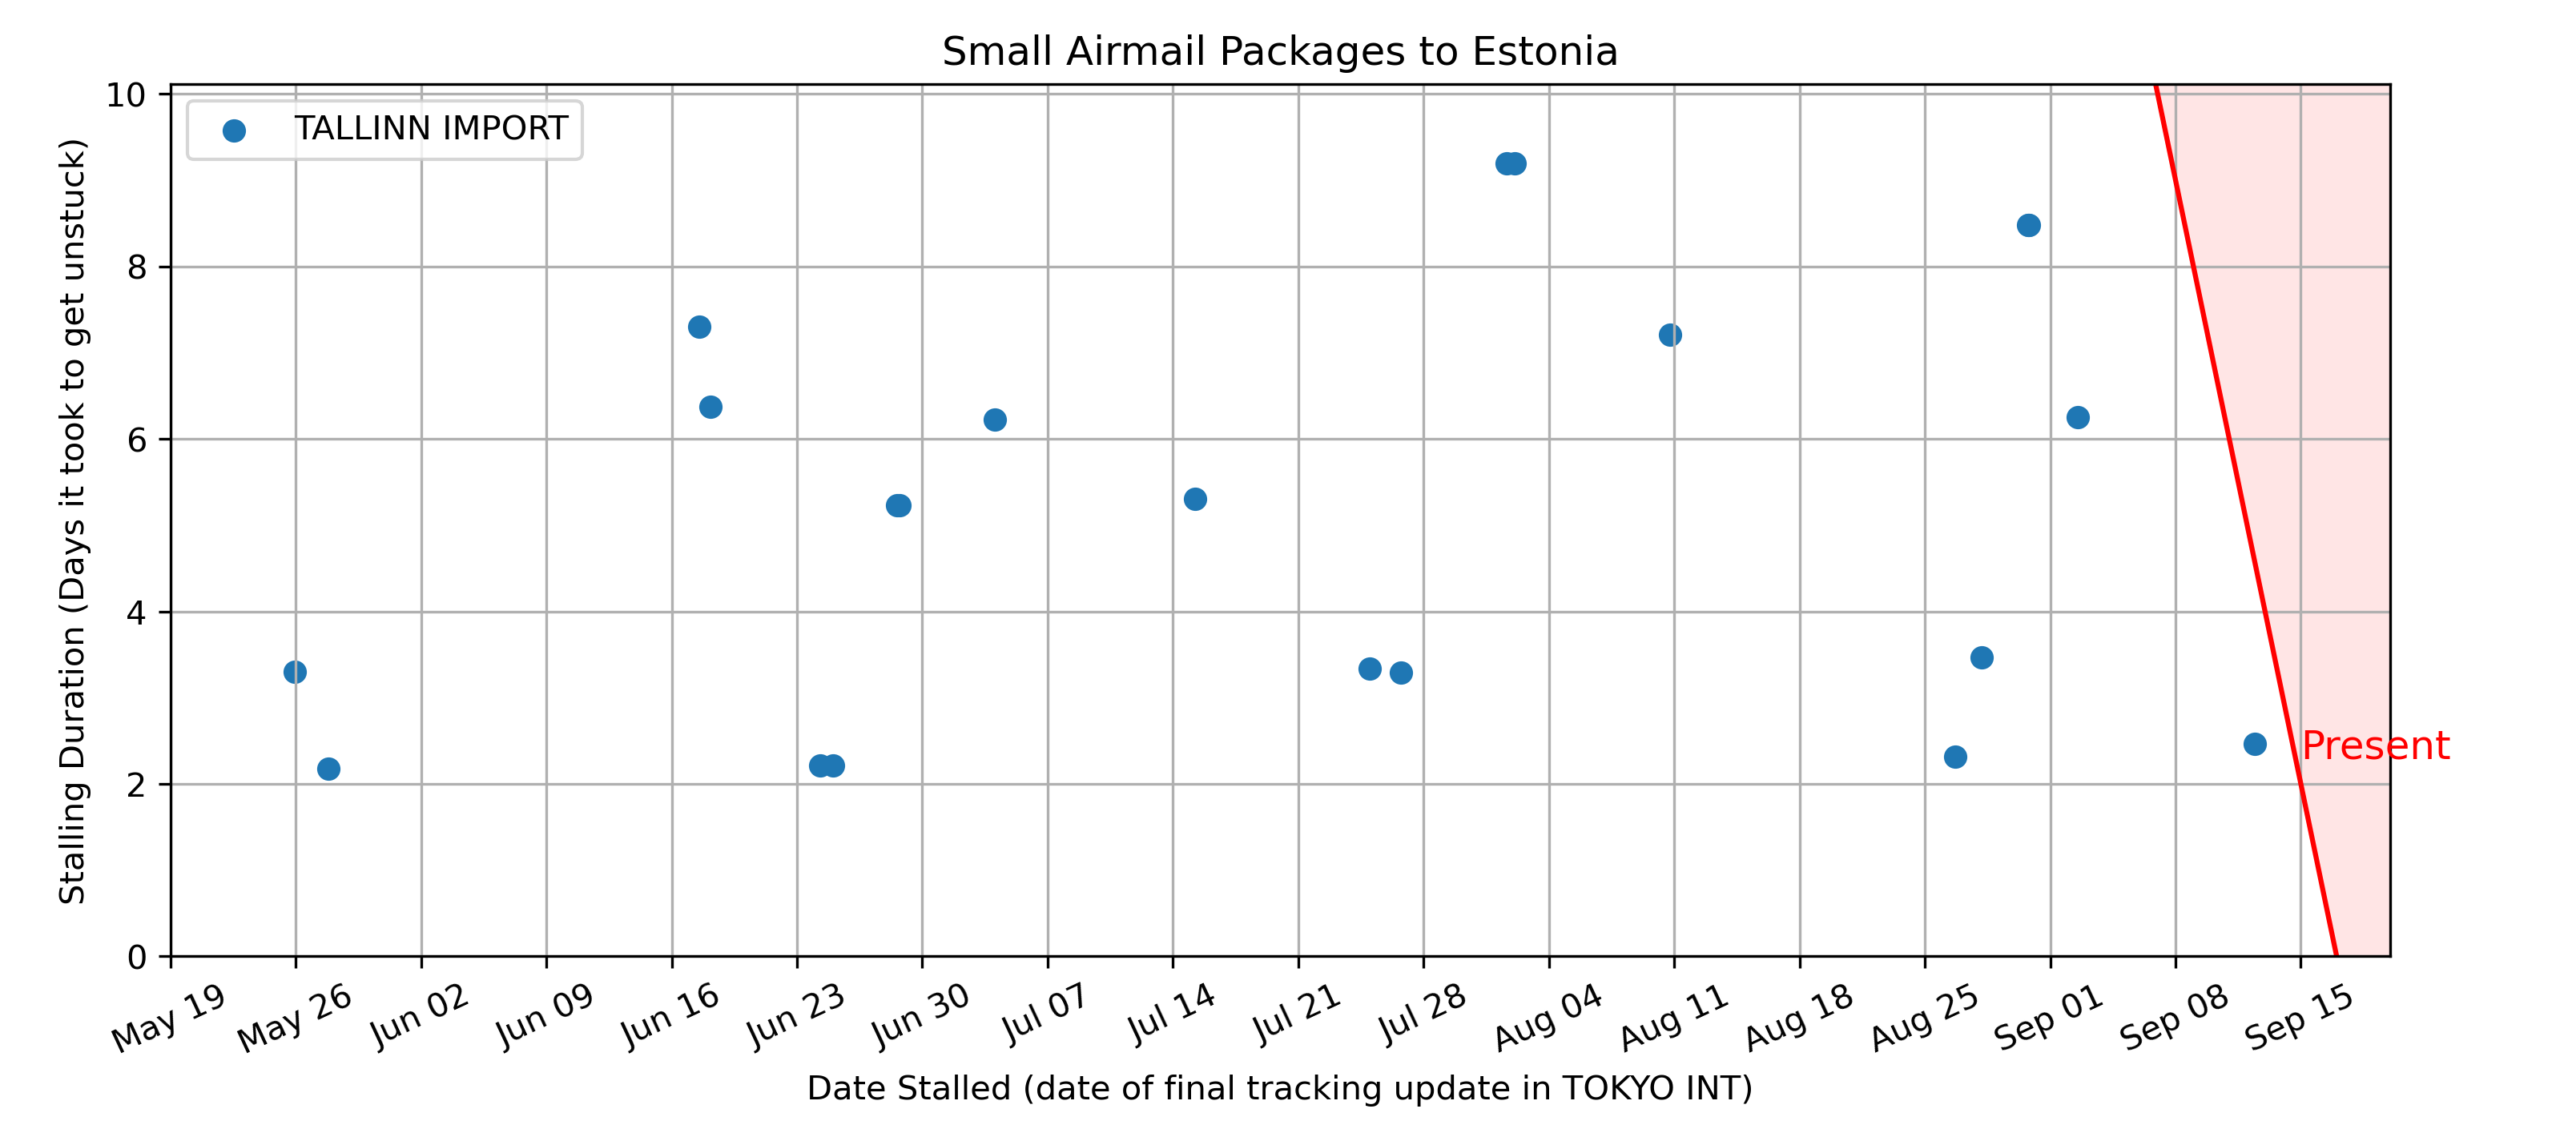 Small Airmail Packages to Estonia
TALLINN IMPORT
Stalling Duration (Days it took to get unstuck)
10
8
6
4
2
0
Present
May 19
May 26
Jun 02
Jun 09
Jun 16
Jun 23
Jun 30
Jul 07
Jul 14
Jul 21
Jul 28
Aug 04
Aug 11
Aug 18
Aug 25
Sep 01
Sep 08
Sep 15
Date Stalled (date of final tracking update in TOKYO INT)